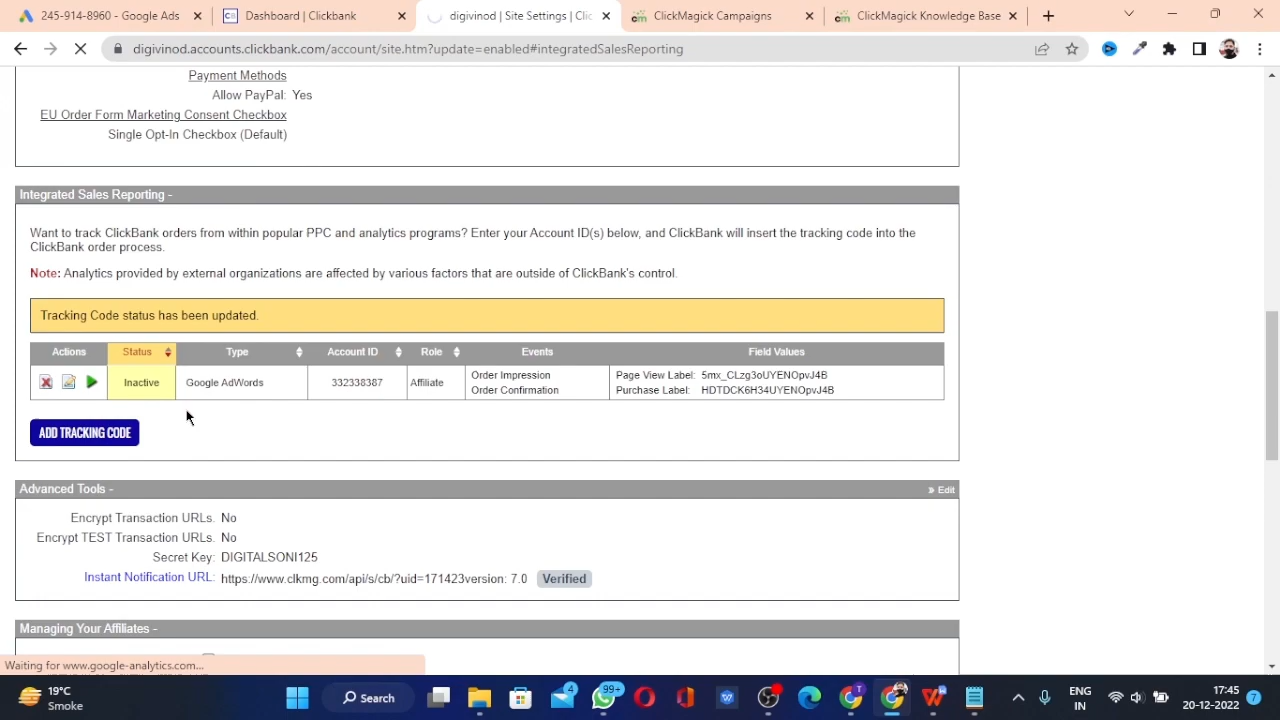 245-914-8960 - Google Ads
Dashboard | Clickbank
digivinod | Site Settings | Clic
ClickMagick Campaigns
ClickMagick Knowledge Base
digivinod.accounts.clickbank.com/account/site.htm?update=enabled#integratedSalesReporting
Payment Methods
Allow PayPal: Yes
EU Order Form Marketing Consent Checkbox
Single Opt-In Checkbox (Default)
Integrated Sales Reporting -
Want to track ClickBank orders from within popular PPC and analytics programs? Enter your Account ID(s) below, and ClickBank will insert the tracking code into the
ClickBank order process.
Note: Analytics provided by external organizations are affected by various factors that are outside of ClickBank's control.
Tracking Code status has been updated.
Actions Status Type Account ID Role Events Field Values
Inactive Google AdWords 332338387 Affiliate
Order Impression Page View Label: 5mx_CLzg3oUYENOpvJ4B
Order Confirmation Purchase Label: HDTDCK6H34UYENOpvJ4B
ADD TRACKING CODE
Advanced Tools -
» Edit
Encrypt Transaction URLs. No
Encrypt TEST Transaction URLs. No
Secret Key: DIGITALSONI125
Instant Notification URL: https://www.clkmg.com/api/s/cb/?uid=171423version: 7.0 Verified
Managing Your Affiliates -
Waiting for www.google-analytics.com...
19°C
Smoke
Search
4
99+
T
ENG
IN
17:45
20-12-2022
7